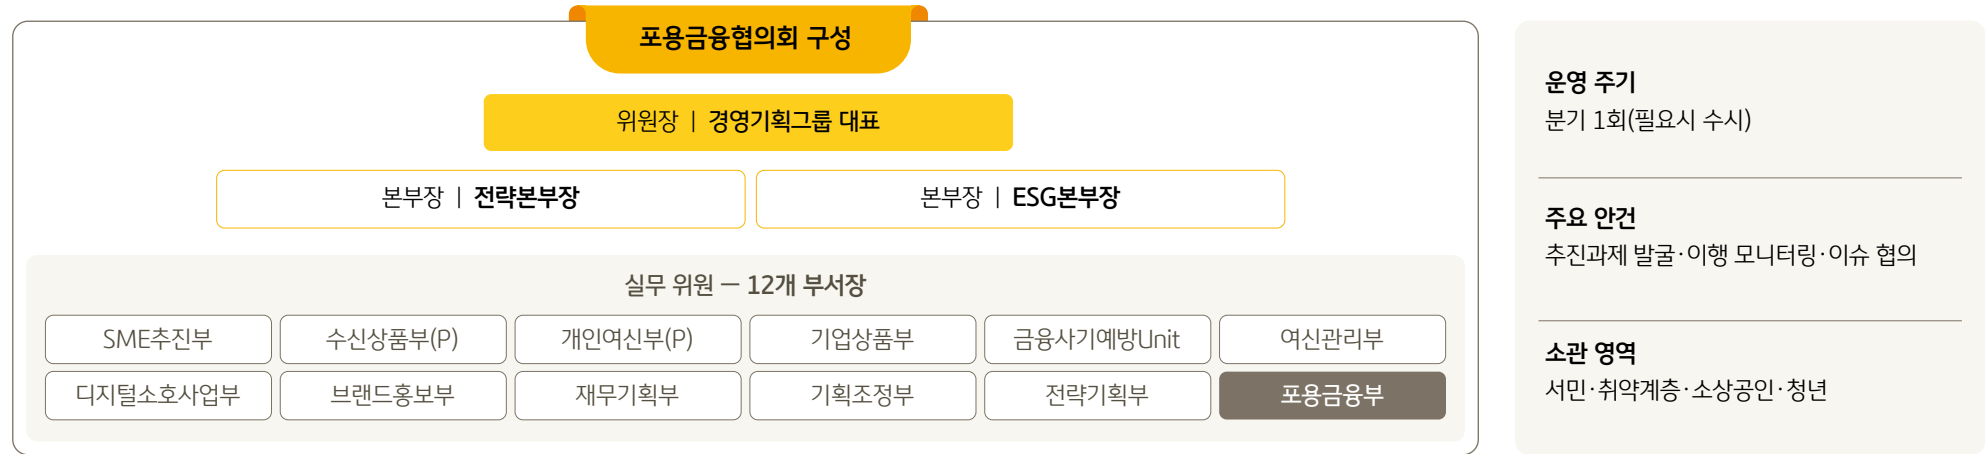 포용금융협의회 구성
위원장 | 경영기획그룹 대표
본부장 | 전략본부장
본부장 | ESG본부장
실무 위원 — 12개 부서장
SME추진부
수신상품부(P)
개인여신부(P)
기업상품부
금융사기예방Unit
여신관리부
디지털소호사업부
브랜드홍보부
재무기획부
기획조정부
전략기획부
포용금융부
운영 주기
분기 1회(필요시 수시)
주요 안건
추진과제 발굴·이행 모니터링·이슈 협의
소관 영역
서민·취약계층·소상공인·청년